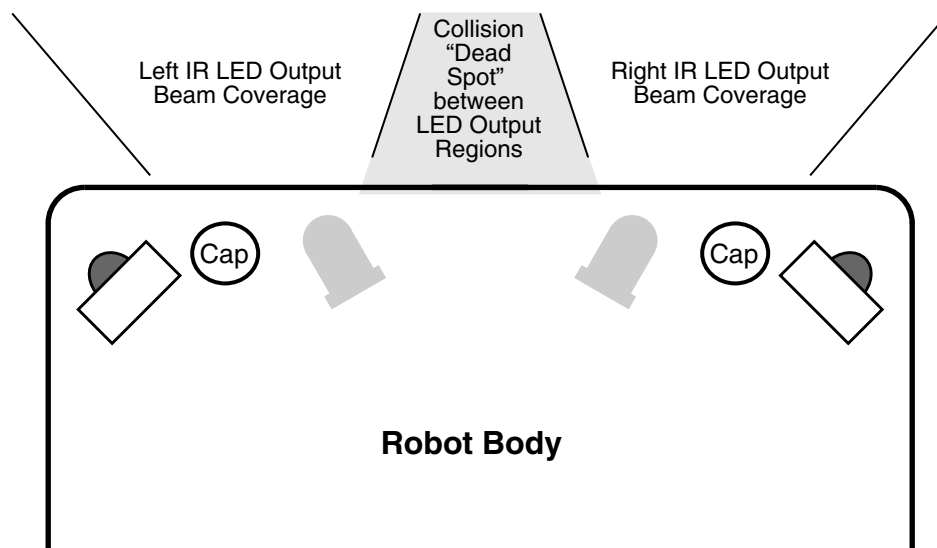 Left IR LED Output
Beam Coverage
Collision
“Dead
Spot”
between
LED Output
Regions
Right IR LED Output
Beam Coverage
Cap
Cap
Robot Body